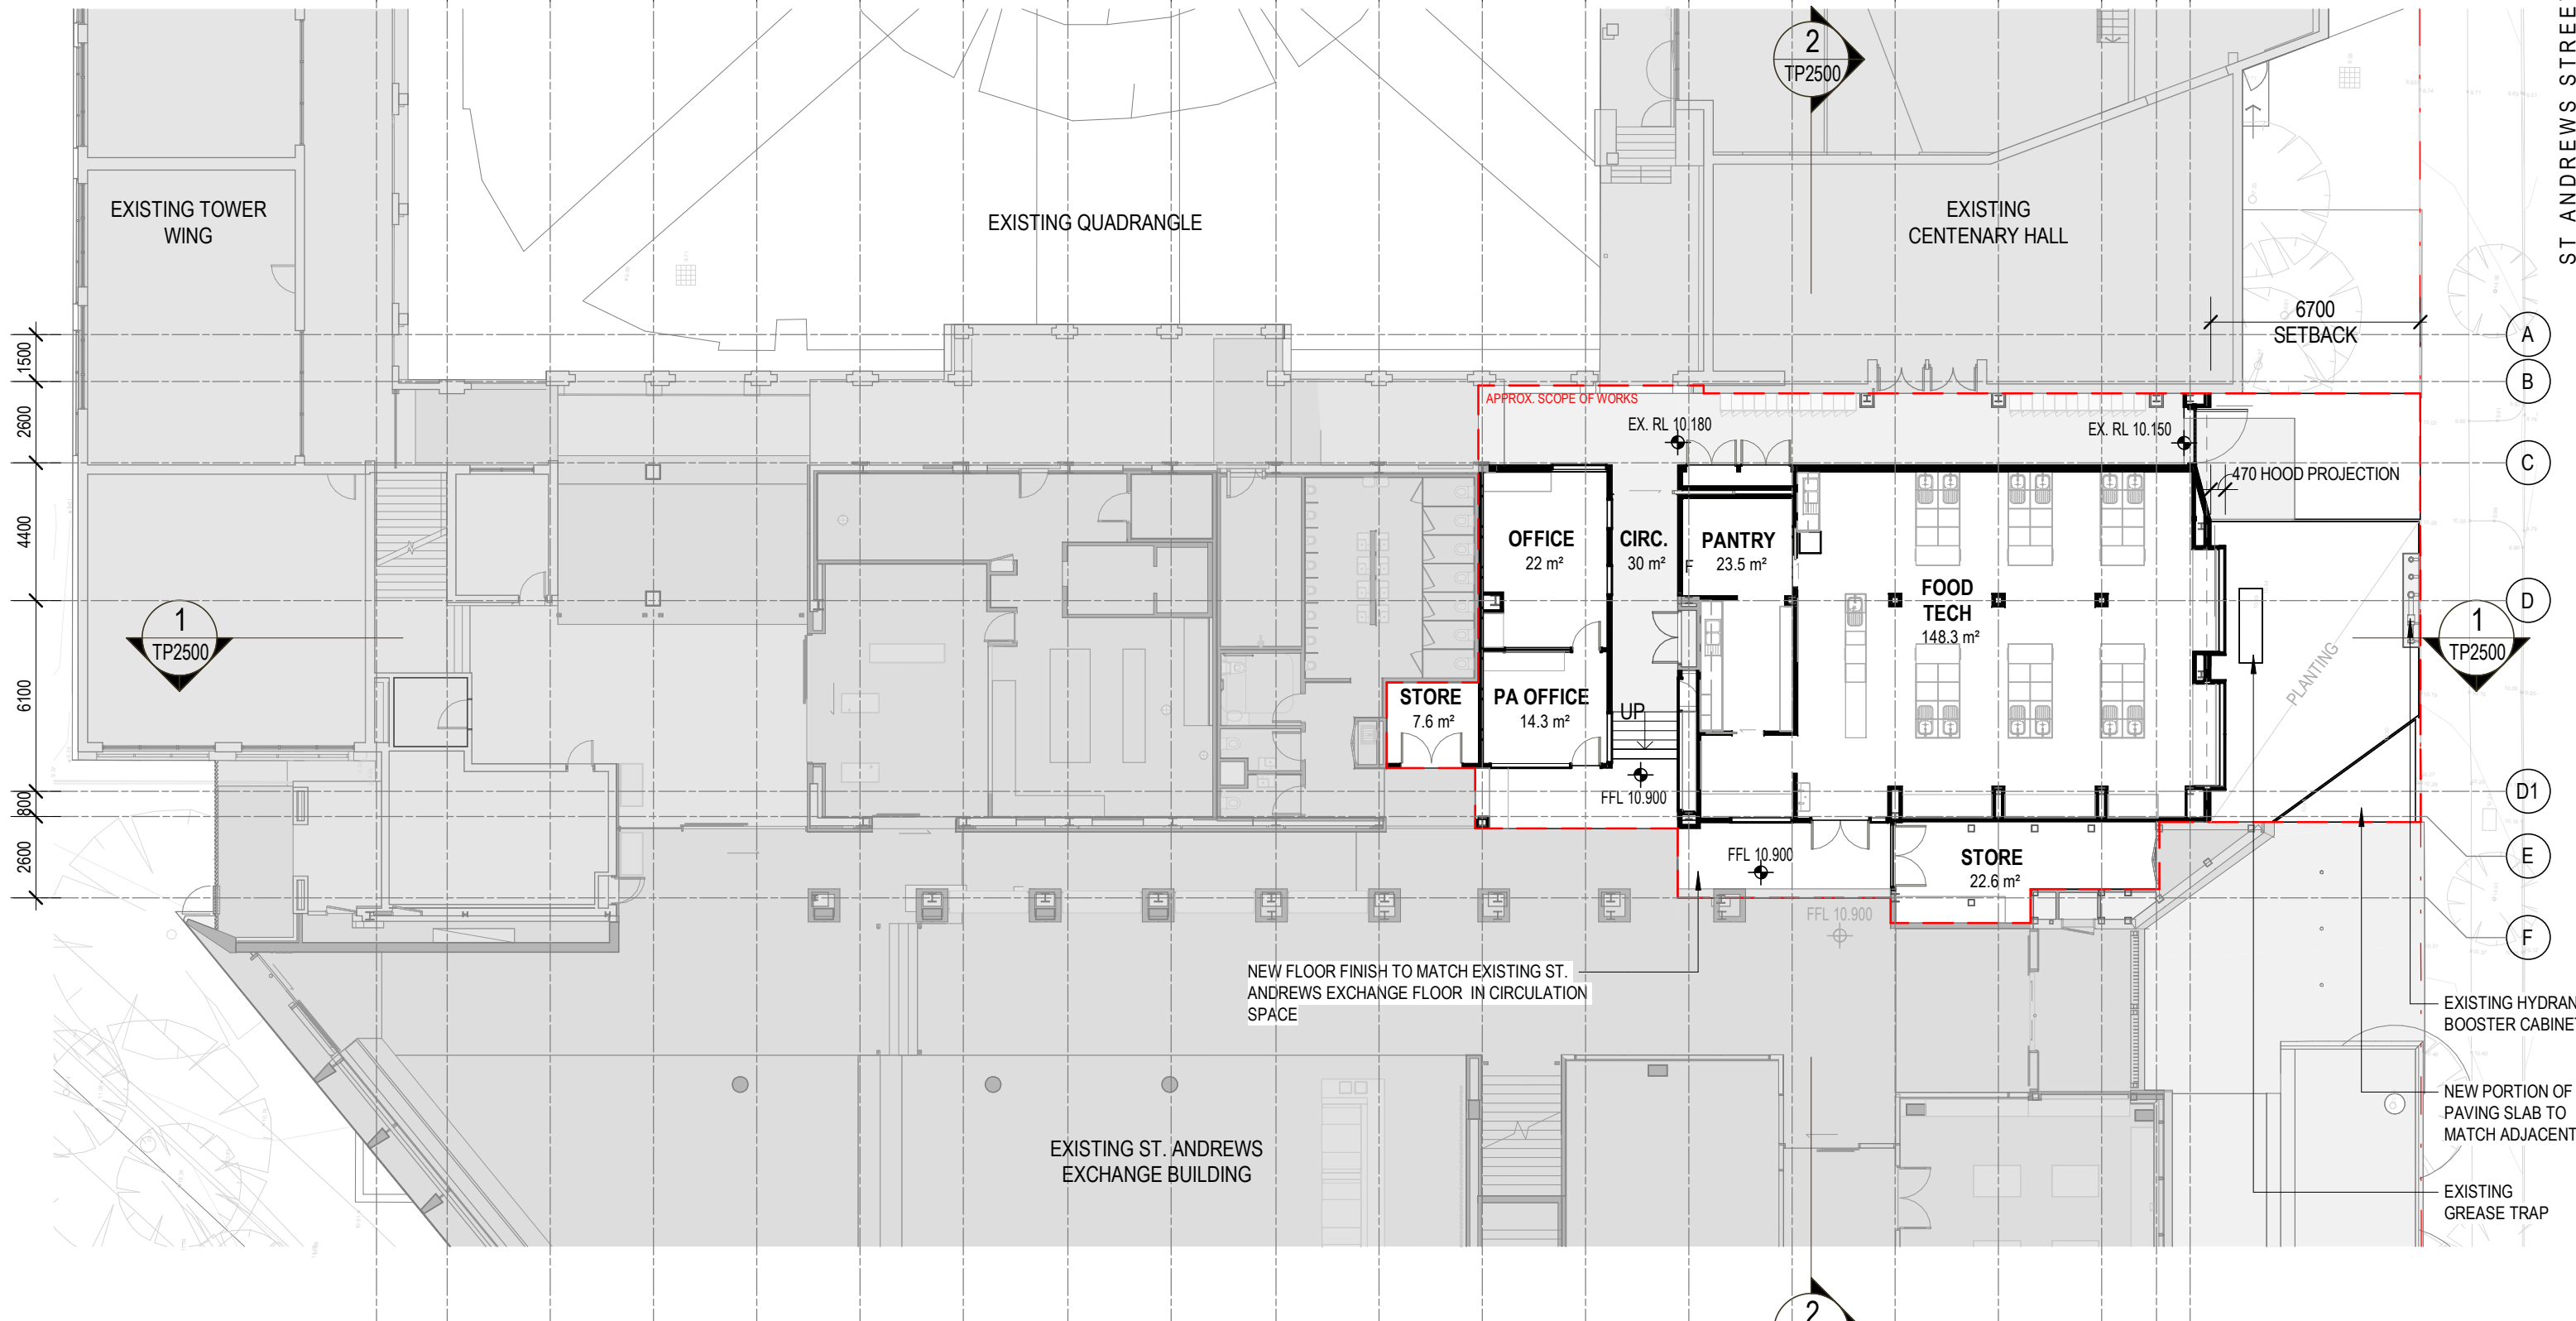 ST ANDREWS STREE
2
TP2500
EXISTING TOWER
WING
EXISTING QUADRANGLE
EXISTING
CENTENARY HALL
6700
SETBACK
A
1500
B
APPROX. SCOPE OF WORKS
2600
EX. RL 10.180
EX. RL 10.150
C
470 HOOD PROJECTION
4400
OFFICE
22 m²
CIRC.
30 m²
PANTRY
23.5 m²
F
FOOD
TECH
148.3 m²
D
1
TP2500
1
TP2500
PLANTING
6100
STORE
7.6 m²
PA OFFICE
14.3 m²
UP
FFL 10.900
D1
800
2600
FFL 10.900
STORE
22.6 m²
E
FFL 10.900
F
NEW FLOOR FINISH TO MATCH EXISTING ST.
ANDREWS EXCHANGE FLOOR IN CIRCULATION
SPACE
EXISTING HYDRAN
BOOSTER CABINE
NEW PORTION OF
PAVING SLAB TO
MATCH ADJACENT
EXISTING
GREASE TRAP
EXISTING ST. ANDREWS
EXCHANGE BUILDING
2